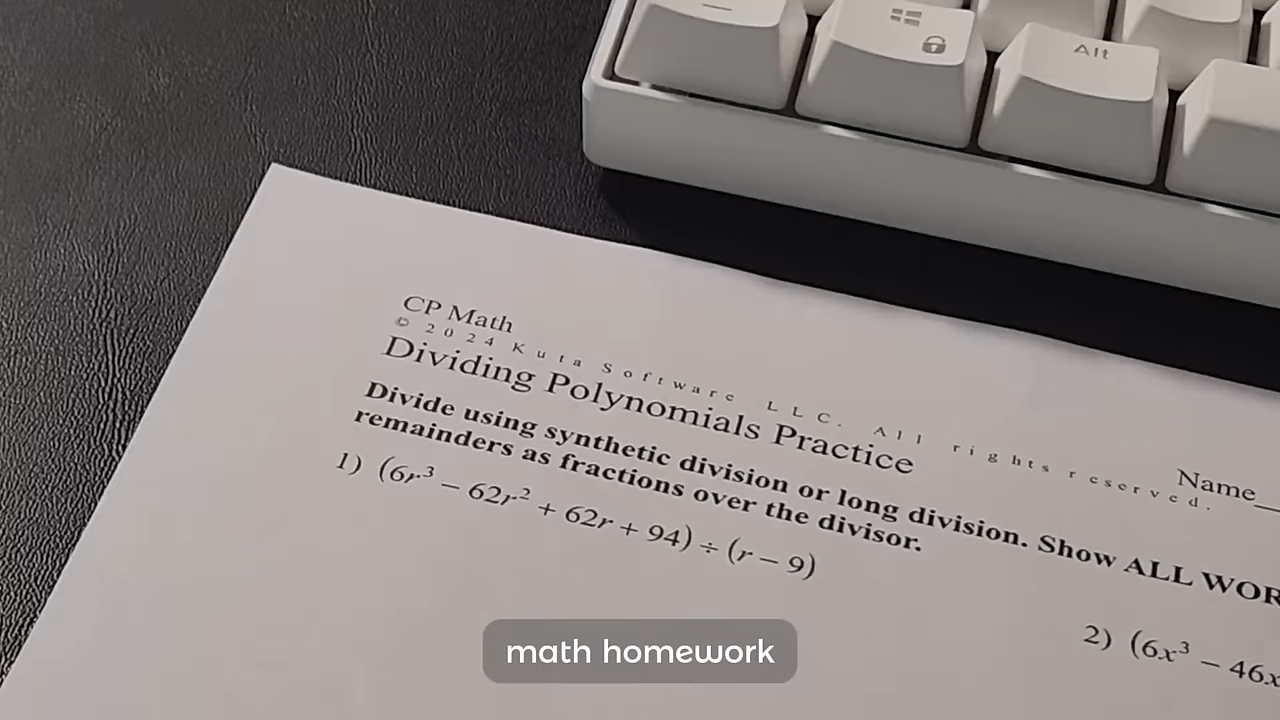 Alt
CP Math
© 2024 Kuta Software LLC. All rights reserved.
Dividing Polynomials Practice
Name
Divide using synthetic division or long division. Show ALL
remainders as fractions over the divisor.
1) (6r³ − 62r² + 62r + 94) ÷ (r − 9)
2) (6x³ − 46x
math homework